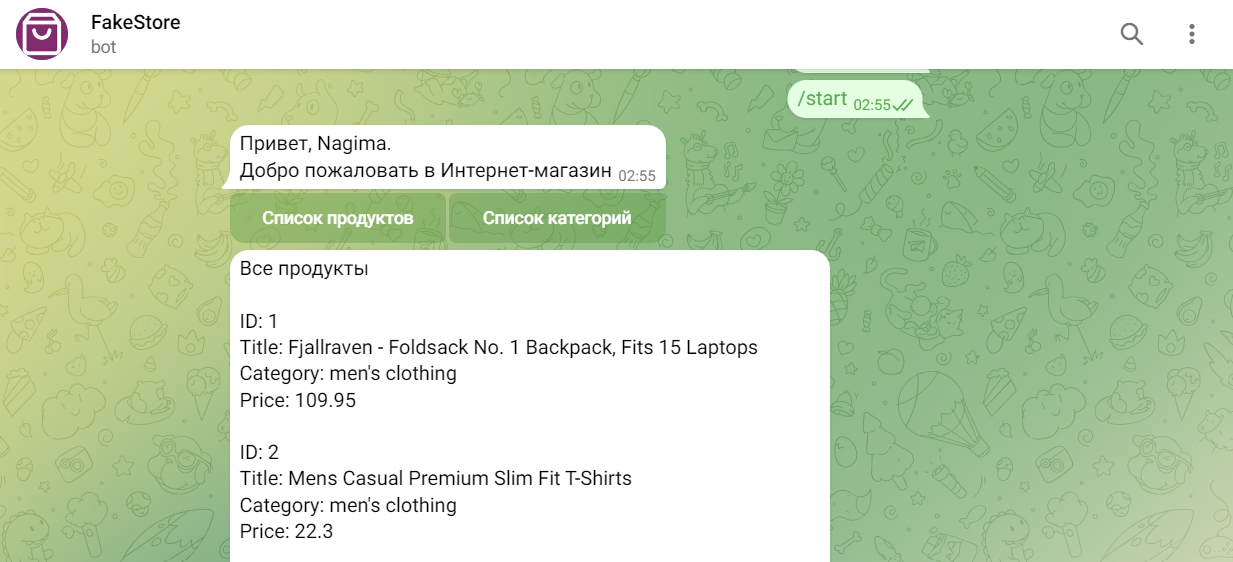 FakeStore
bot
/start 02:55
Привет, Nagima.
Добро пожаловать в Интернет-магазин 02:55
Список продуктов Список категорий
Все продукты
ID: 1
Title: Fjallraven - Foldsack No. 1 Backpack, Fits 15 Laptops
Category: men's clothing
Price: 109.95
ID: 2
Title: Mens Casual Premium Slim Fit T-Shirts
Category: men's clothing
Price: 22.3